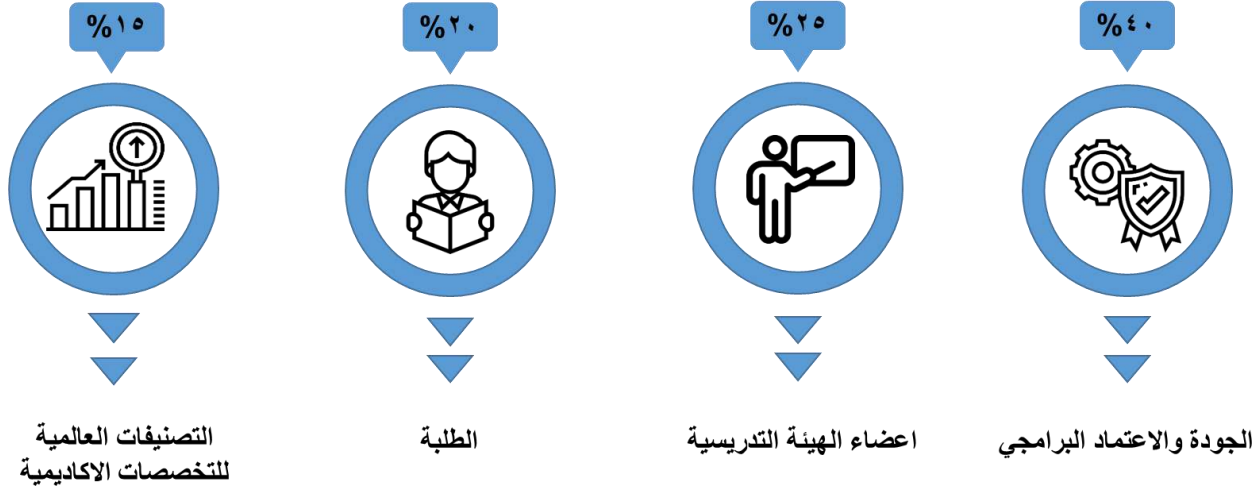 %٤٠
%٢٥
%٢٠
%١٥
الجودة والاعتماد البرامجي
اعضاء الهيئة التدريسية
الطلبة
التصنيفات العالمية
للتخصصات الاكاديمية